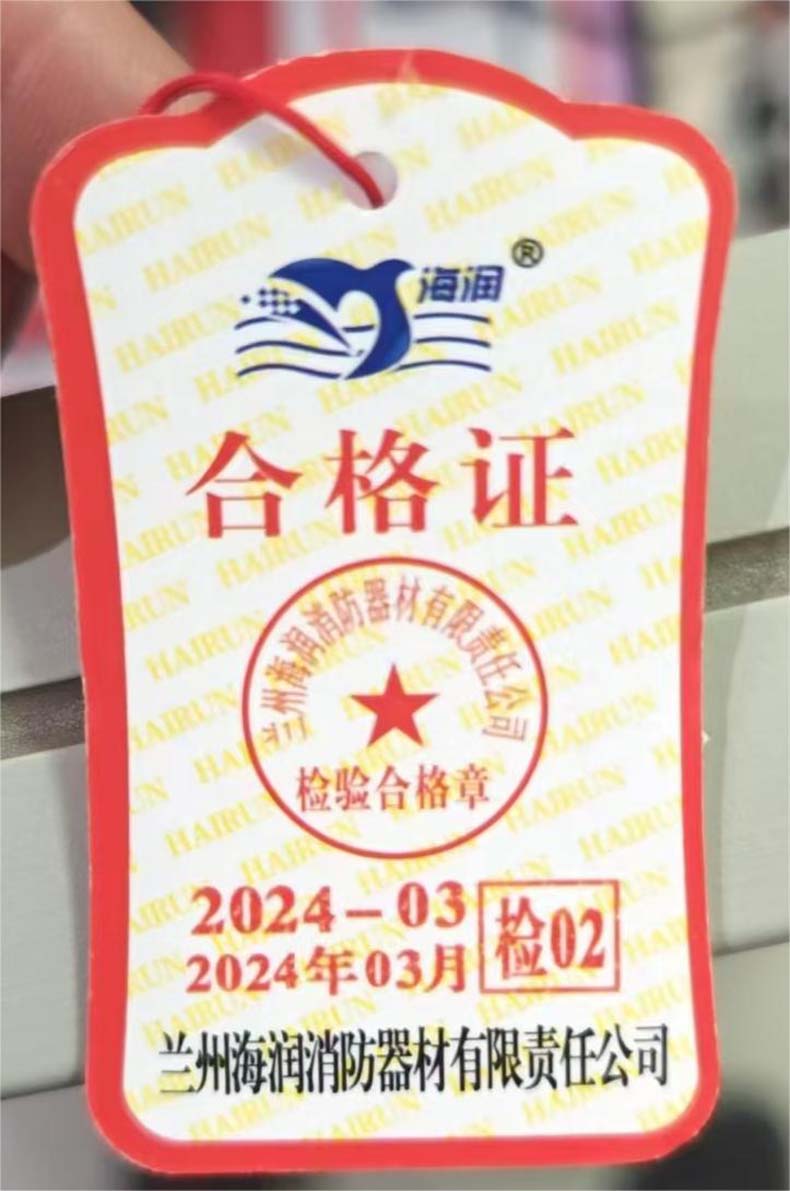 海润®
合格证
兰州海润消防器材有限责任公司
检验合格章
2024-03
检02
2024年03月
兰州海润消防器材有限责任公司
HAIRUN